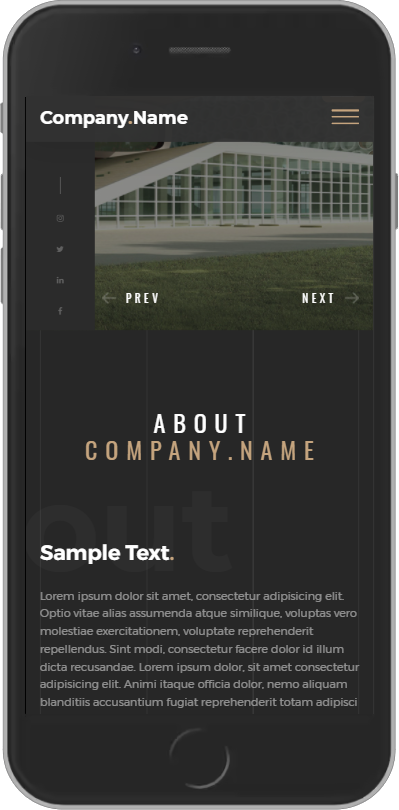 Company.Name
PREV
NEXT
ABOUT
COMPANY.NAME
out
Sample Text.
Lorem ipsum dolor sit amet, consectetur adipisicing elit.
Optio vitae alias assumenda atque similique, voluptas vero
molestiae exercitationem, voluptate reprehenderit
repellendus. Sint modi, consectetur facere dolor id illum
dicta recusandae. Lorem ipsum dolor, sit amet consectetur
adipisicing elit. Animi itaque officia dolor, nemo aliquam
blanditiis accusantium fugiat reprehenderit totam adipisci